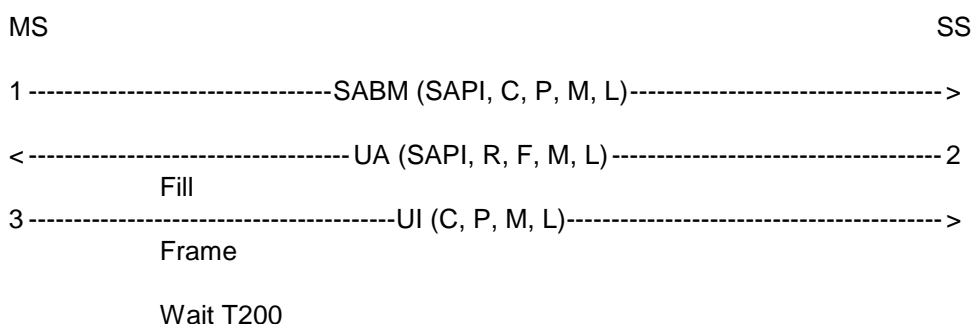 MS SS
1 ----------------------------------SABM (SAPI, C, P, M, L)----------------------------------- >
< ------------------------------------ UA (SAPI, R, F, M, L) ------------------------------------- 2
Fill
3 -----------------------------------------UI (C, P, M, L)------------------------------------------ >
Frame
Wait T200